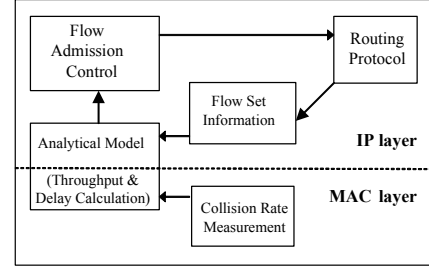 Flow
Admission
Control
Routing
Protocol
Flow Set
Information
Analytical Model
IP layer
(Throughput &
Delay Calculation)
MAC layer
Collision Rate
Measurement